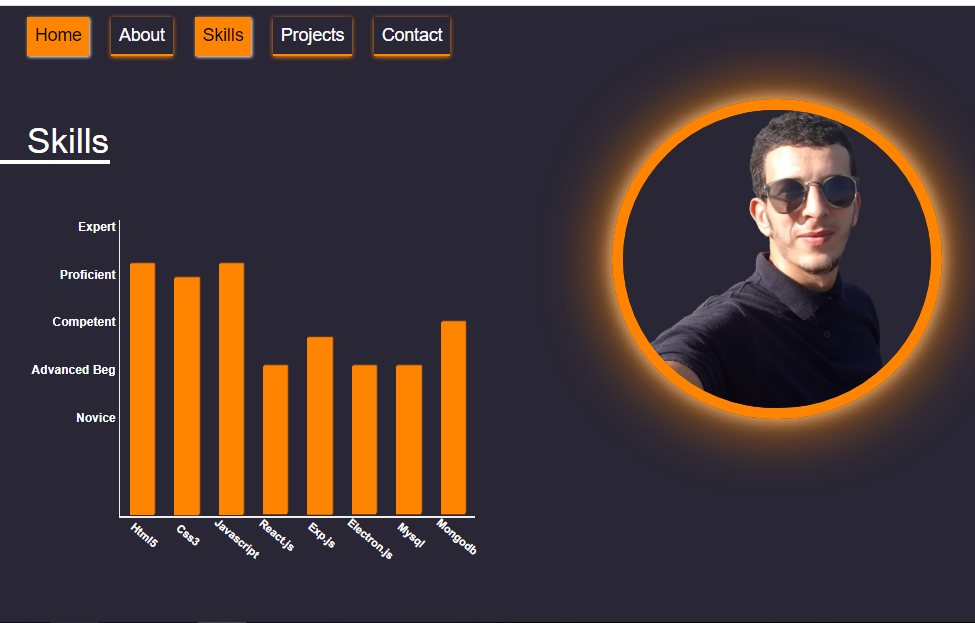 Home About Skills Projects Contact
Skills
Expert
Proficient
Competent
Advanced Beg
Novice
Html5 Css3 Javascript React.js Exp.js Electron.js Mysql Mongodb